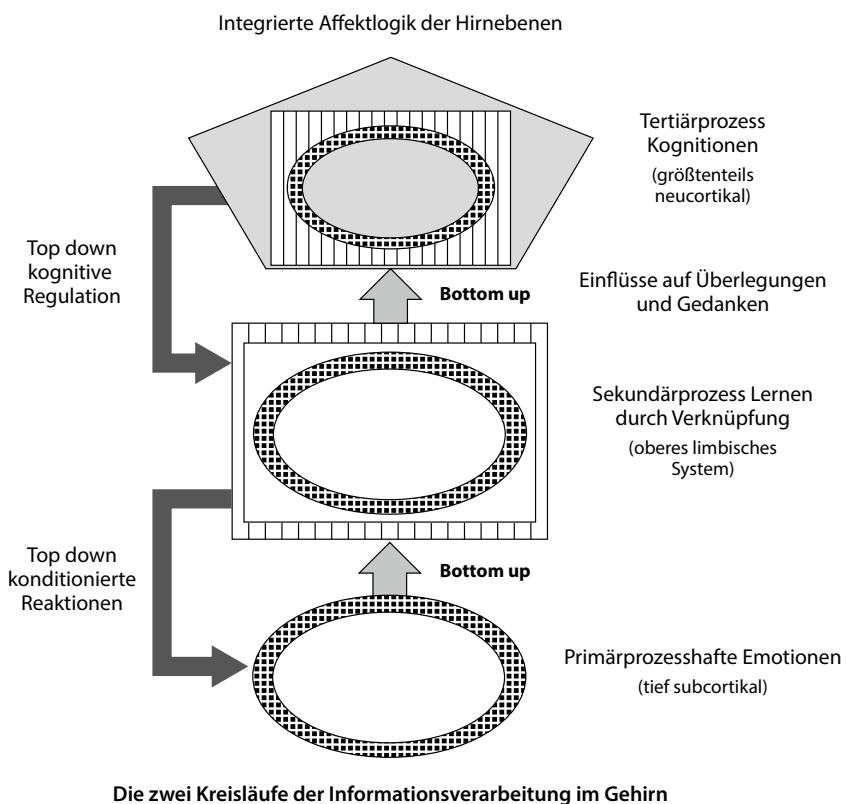 Integrierte Affektlogik der Hirnebenen
Tertiärprozess
Kognitionen
(größtenteils
neucortikal)
Top down
kognitive
Regulation
Bottom up
Einflüsse auf Überlegungen
und Gedanken
Sekundärprozess Lernen
durch Verknüpfung
(oberes limbisches
System)
Top down
konditionierte
Reaktionen
Bottom up
Primärprozesshafte Emotionen
(tief subcortikal)
Die zwei Kreisläufe der Informationsverarbeitung im Gehirn